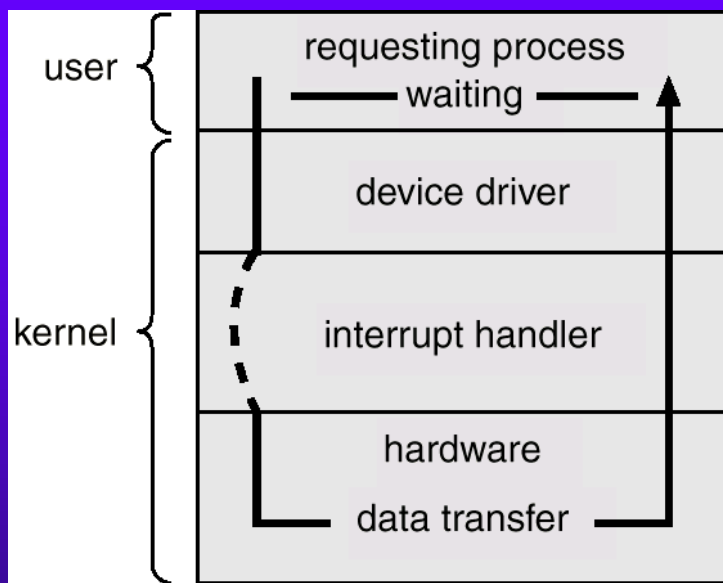 user
requesting process
waiting
device driver
kernel
interrupt handler
hardware
data transfer